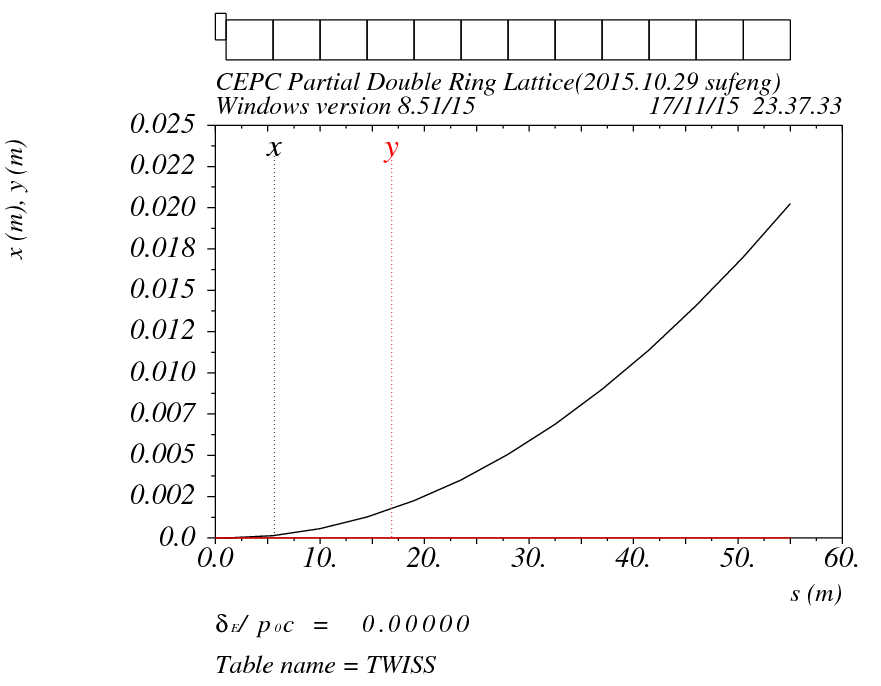 CEPC Partial Double Ring Lattice(2015.10.29 sufeng)
Windows version 8.51/15 17/11/15 23.37.33
x (m), y (m)
x y
0.025
0.022
0.020
0.018
0.015
0.012
0.010
0.007
0.005
0.002
0.0
0.0 10. 20. 30. 40. 50. 60.
s (m)
δE/ p0c = 0.00000
Table name = TWISS